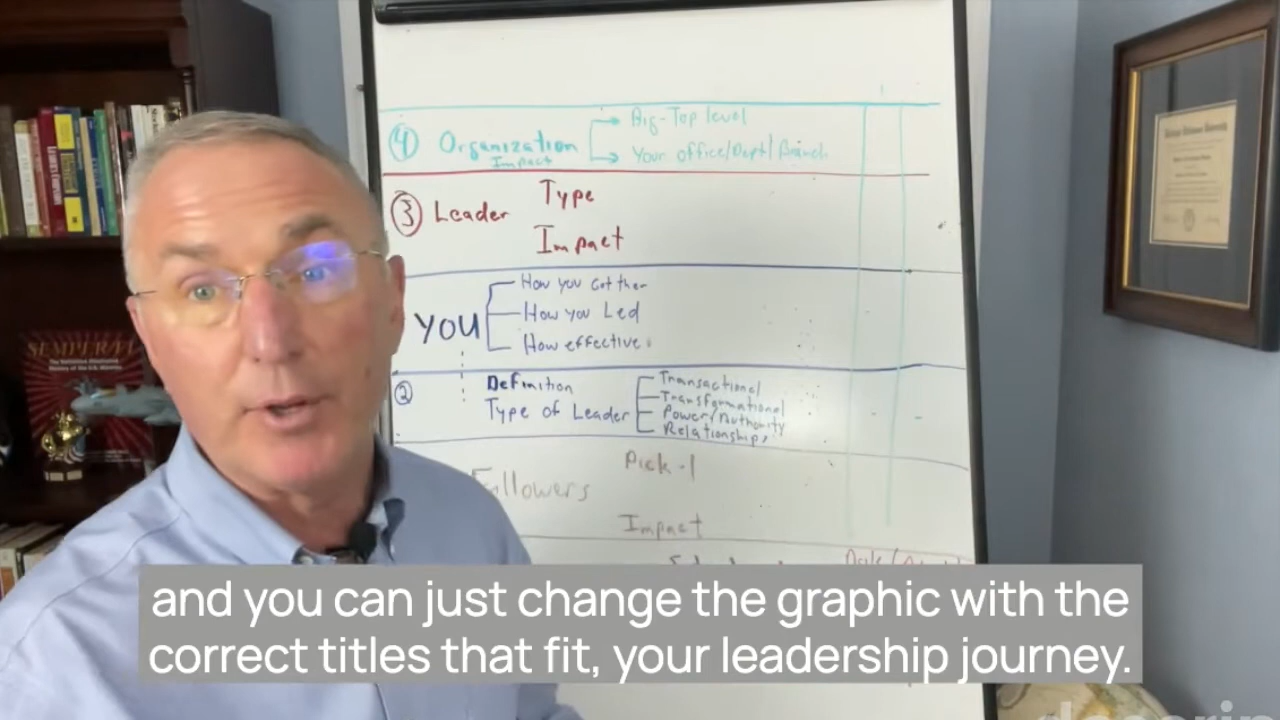 ④ Organization
Impact
Big-Top level
Your office/Dept/Branch
③ Leader
Type
Impact
YOU
How you Got ther
How you Led
How effective
②
Definition
Type of Leader
Transactional
Transformational
Power/Authority
Relationships
Pick-1
Followers
Impact
SEMPER FI
and you can just change the graphic with the
correct titles that fit, your leadership journey.